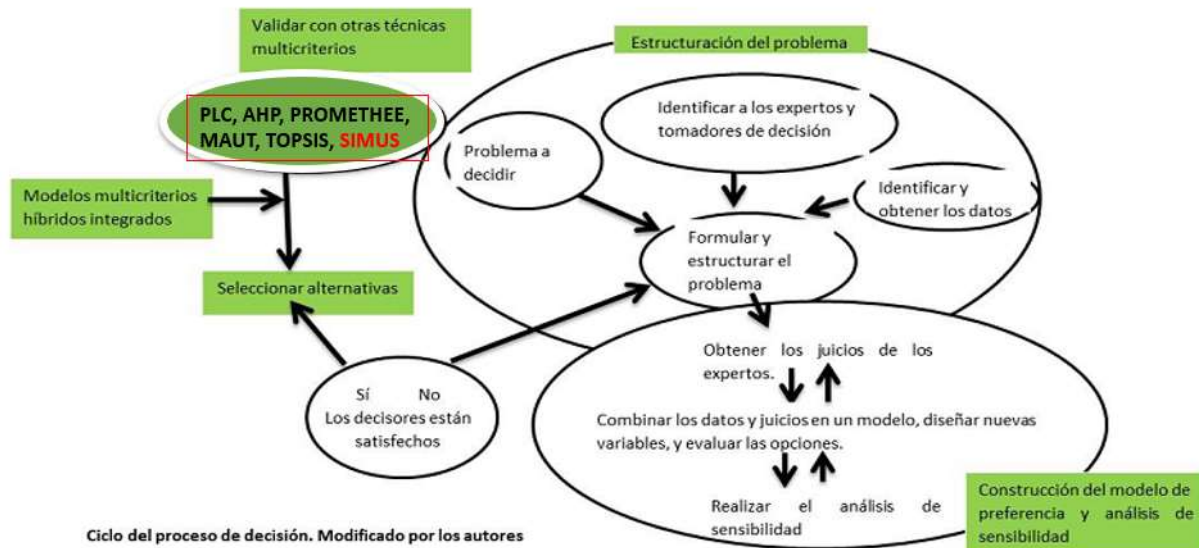 Validar con otras técnicas
multicriterios
PLC, AHP, PROMETHEE,
MAUT, TOPSIS, SIMUS
Modelos multicriterios
híbridos integrados
Seleccionar alternativas
Sí No
Los decisores están
satisfechos
Estructuración del problema
Identificar a los expertos y
tomadores de decisión
Problema a
decidir
Identificar y
obtener los datos
Formular y
estructurar el
problema
Obtener los juicios de los
expertos.
Combinar los datos y juicios en un modelo, diseñar nuevas
variables, y evaluar las opciones.
Realizar el análisis de
sensibilidad
Construcción del modelo de
preferencia y análisis de
sensibilidad
Ciclo del proceso de decisión. Modificado por los autores